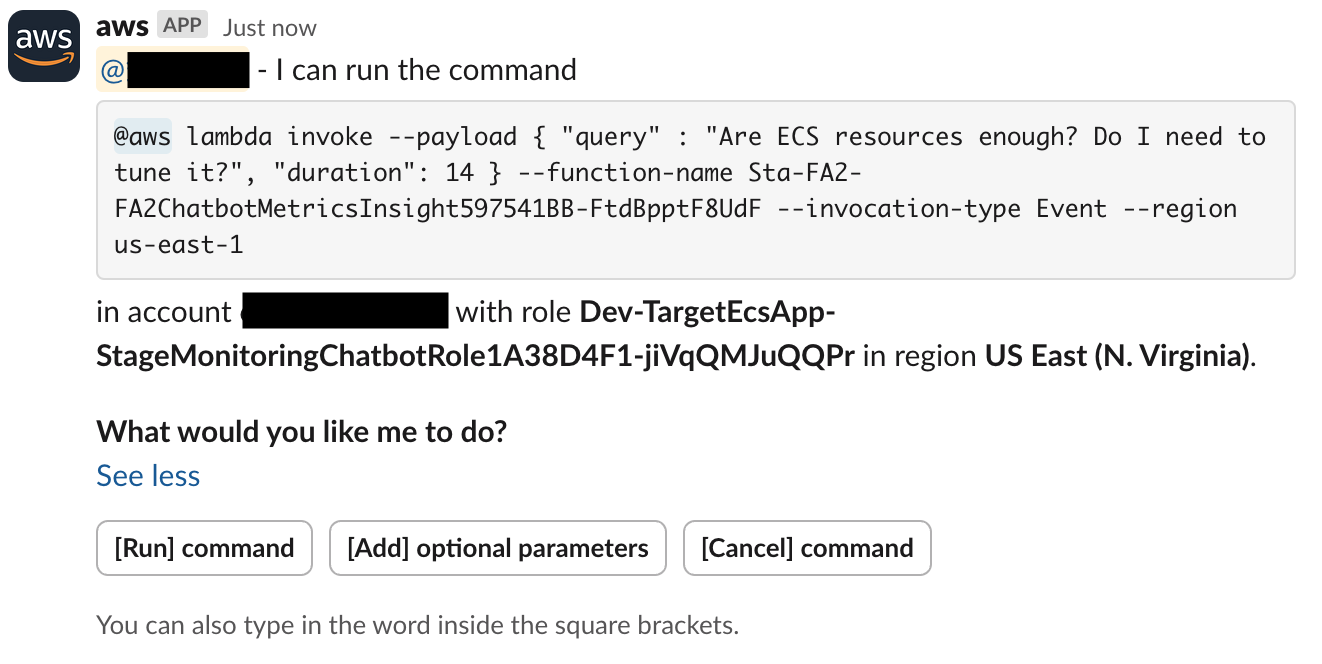 aws
aws APP Just now
@ - I can run the command
@aws lambda invoke --payload { "query" : "Are ECS resources enough? Do I need to
tune it?", "duration": 14 } --function-name Sta-FA2-
FA2ChatbotMetricsInsight597541BB-FtdBpptF8UdF --invocation-type Event --region
us-east-1
in account with role Dev-TargetEcsApp-
StageMonitoringChatbotRole1A38D4F1-jiVqQMJuQQPr in region US East (N. Virginia).
What would you like me to do?
See less
[Run] command [Add] optional parameters [Cancel] command
You can also type in the word inside the square brackets.